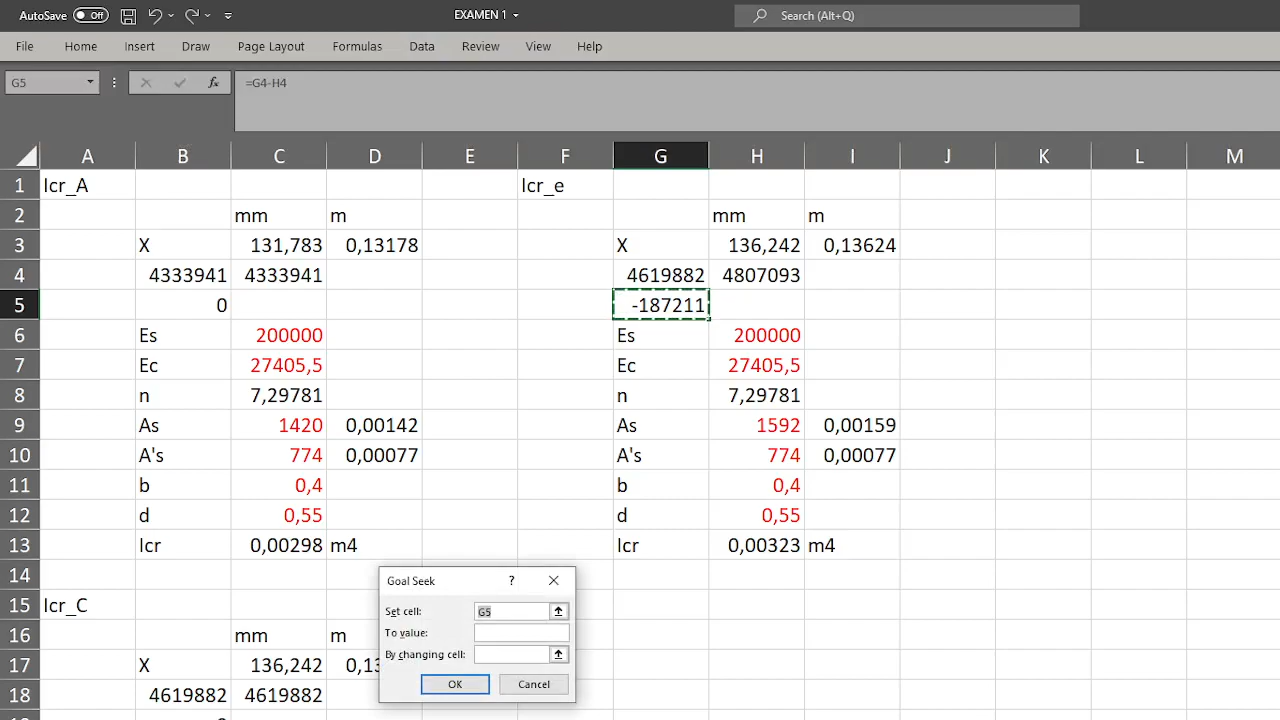 AutoSave Off EXAMEN 1 Search (Alt+Q)
File Home Insert Draw Page Layout Formulas Data Review View Help
G5 fx =G4-H4
A B C D E F G H I J K L M
1 Icr_A Icr_e
2 mm m mm m
3 X 131,783 0,13178 X 136,242 0,13624
4 4333941 4333941 4619882 4807093
5 0 -187211
6 Es 200000 Es 200000
7 Ec 27405,5 Ec 27405,5
8 n 7,29781 n 7,29781
9 As 1420 0,00142 As 1592 0,00159
10 A's 774 0,00077 A's 774 0,00077
11 b 0,4 b 0,4
12 d 0,55 d 0,55
13 Icr 0,00298 m4 Icr 0,00323 m4
14
15 Icr_C
16 mm m
17 X 136,242 0,13
18 4619882 4619882
Goal Seek ?
Set cell: G5
To value:
By changing cell:
OK Cancel